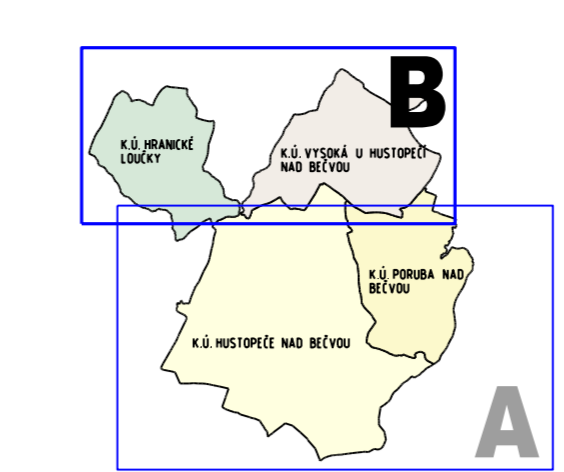 B
K.Ú. HRANICKÉ
LOUČKY
K.Ú. VYSOKÁ U HUSTOPEČÍ
NAD BEČVOU
K.Ú. PORUBA NAD
BEČVOU
K.Ú. HUSTOPEČE NAD BEČVOU
A